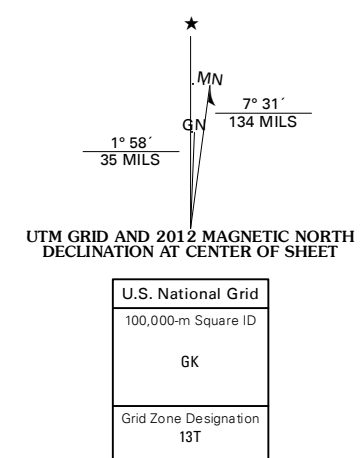 ★
MN
GN
7° 31´
134 MILS
1° 58´
35 MILS
UTM GRID AND 2012 MAGNETIC NORTH
DECLINATION AT CENTER OF SHEET
U.S. National Grid
100,000-m Square ID
GK
Grid Zone Designation
13T